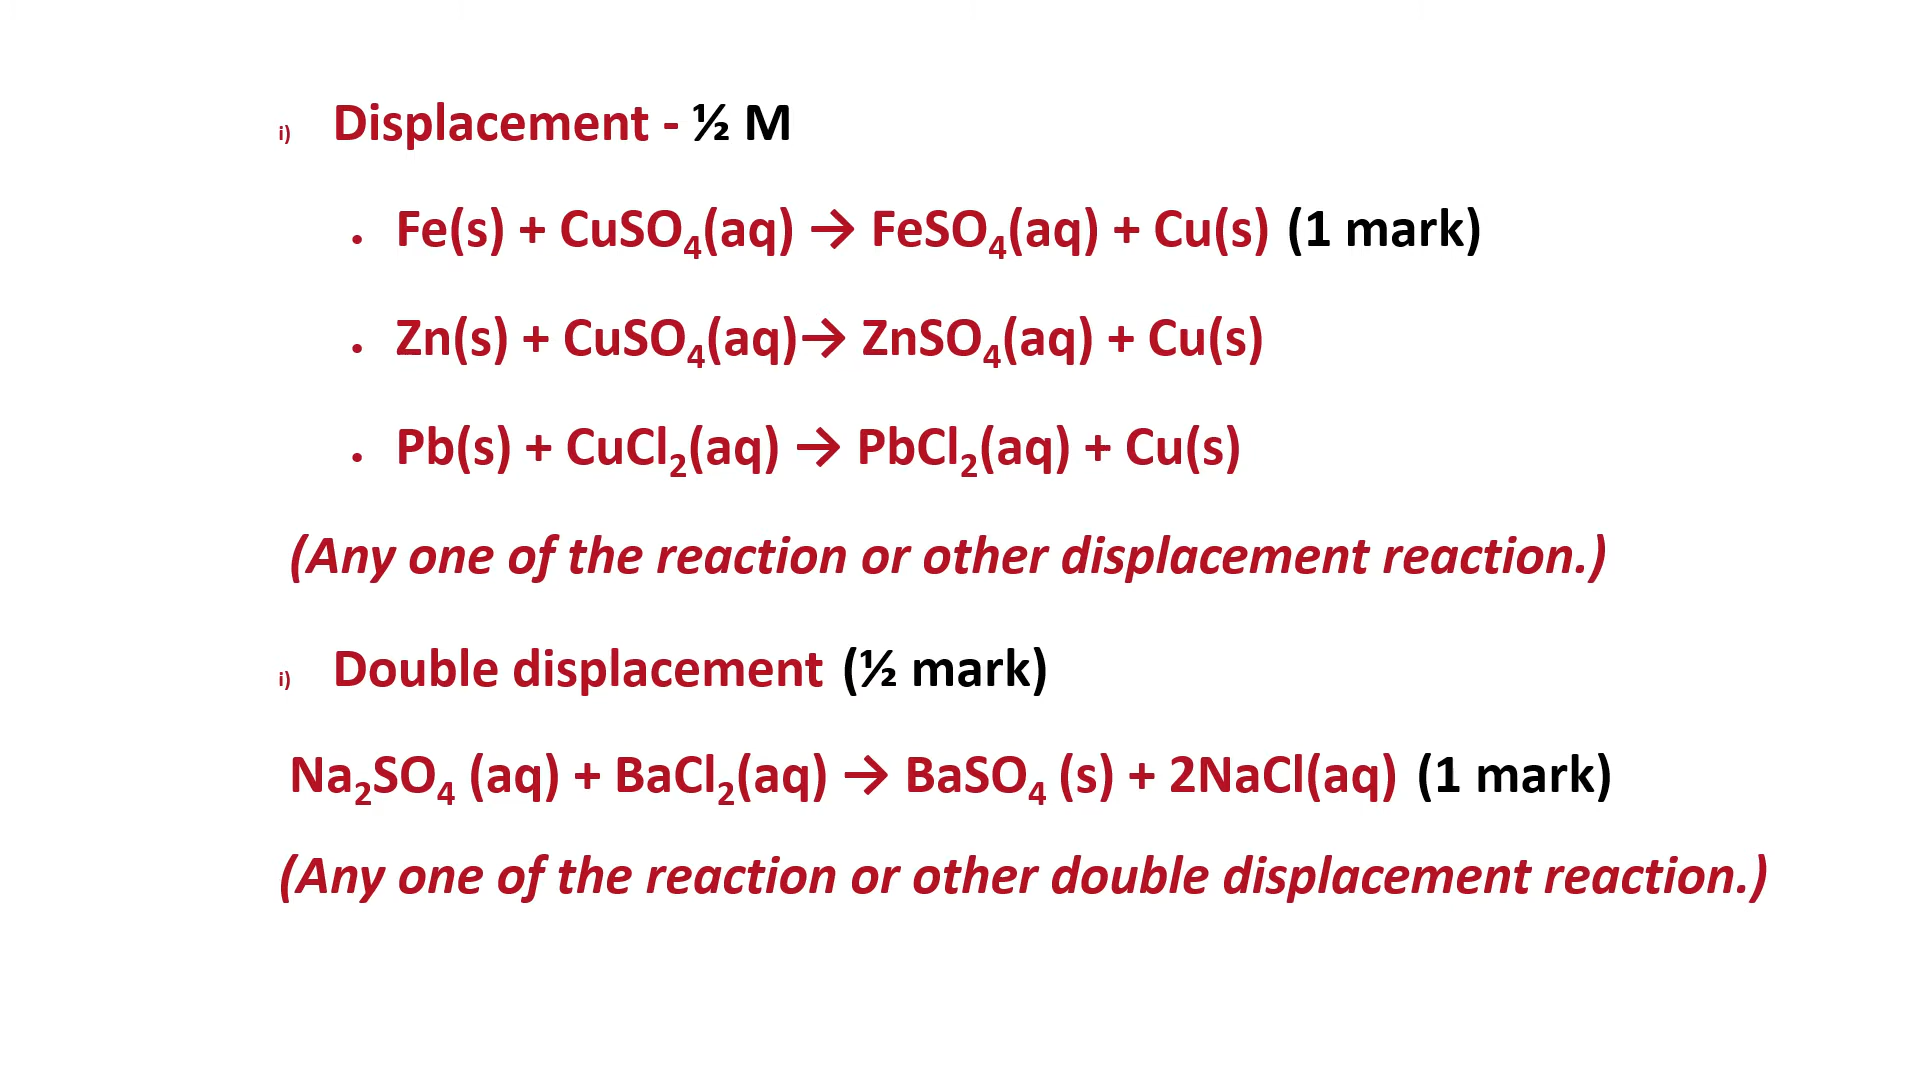 i) Displacement - ½ M
• Fe(s) + CuSO₄(aq) → FeSO₄(aq) + Cu(s) (1 mark)
• Zn(s) + CuSO₄(aq)→ ZnSO₄(aq) + Cu(s)
• Pb(s) + CuCl₂(aq) → PbCl₂(aq) + Cu(s)
(Any one of the reaction or other displacement reaction.)
i) Double displacement (½ mark)
Na₂SO₄ (aq) + BaCl₂(aq) → BaSO₄ (s) + 2NaCl(aq) (1 mark)
(Any one of the reaction or other double displacement reaction.)